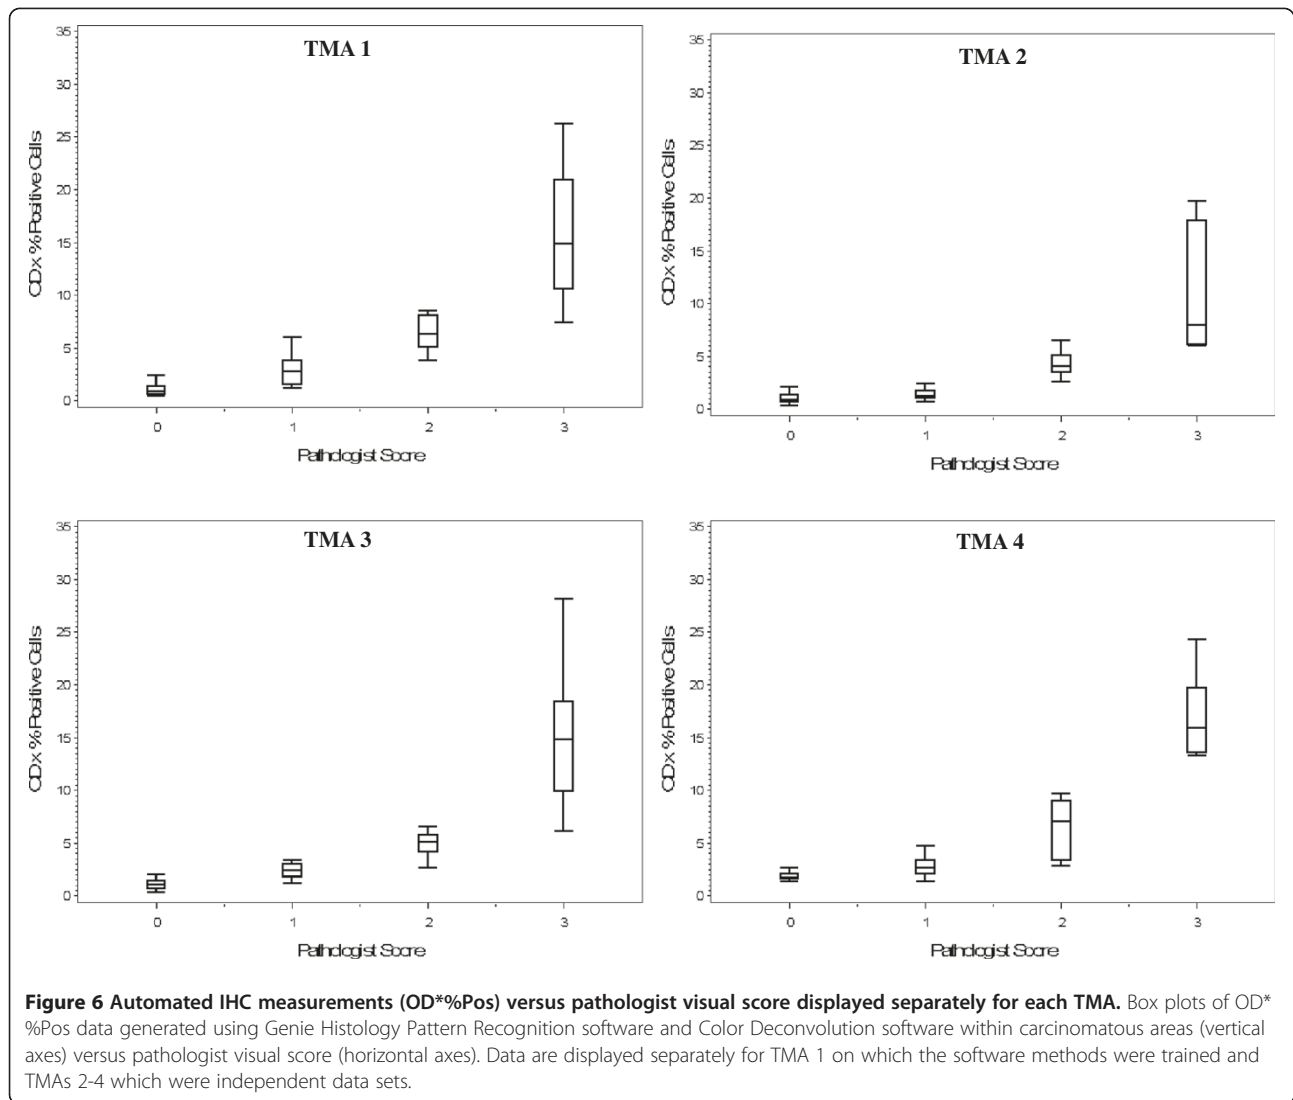 TMA 1
35
30
25
20
15
10
5
0
OD x % Positive Cells
0 1 2 3
Pathologist Score
TMA 2
35
30
25
20
15
10
5
0
OD x % Positive Cells
0 1 2 3
Pathologist Score
TMA 3
35
30
25
20
15
10
5
0
OD x % Positive Cells
0 1 2 3
Pathologist Score
TMA 4
35
30
25
20
15
10
5
0
OD x % Positive Cells
0 1 2 3
Pathologist Score
Figure 6 Automated IHC measurements (OD*%Pos) versus pathologist visual score displayed separately for each TMA. Box plots of OD*
%Pos data generated using Genie Histology Pattern Recognition software and Color Deconvolution software within carcinomatous areas (vertical
axes) versus pathologist visual score (horizontal axes). Data are displayed separately for TMA 1 on which the software methods were trained and
TMAs 2-4 which were independent data sets.